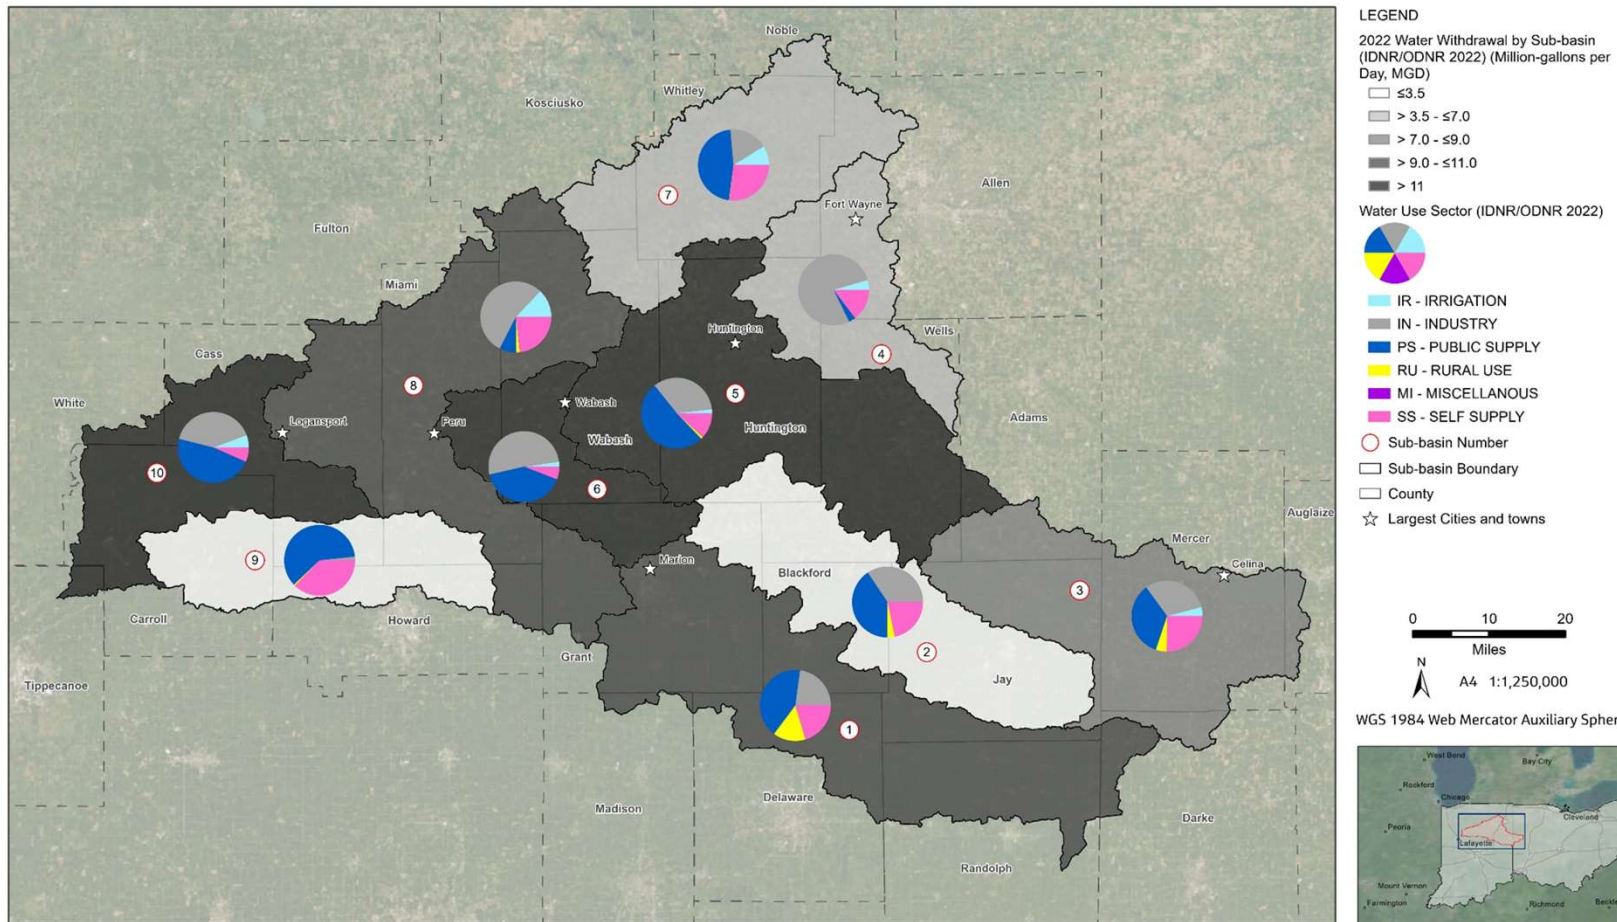 Noble
Whitley
Kosciusko
Allen
7
Fort Wayne
Fulton
Miami
Huntington
Wells
Cass
4
8
5
White
Wabash
Logansport
Peru
Adams
Wabash
Huntington
10
6
Auglaize
Mercer
9
Marion
Celina
Blackford
3
Carroll
Howard
2
Grant
Jay
Tippecanoe
1
Madison
Delaware
Darke
Randolph
LEGEND
2022 Water Withdrawal by Sub-basin
(IDNR/ODNR 2022) (Million-gallons per
Day, MGD)
≤3.5
> 3.5 - ≤7.0
> 7.0 - ≤9.0
> 9.0 - ≤11.0
> 11
Water Use Sector (IDNR/ODNR 2022)
IR - IRRIGATION
IN - INDUSTRY
PS - PUBLIC SUPPLY
RU - RURAL USE
MI - MISCELLANOUS
SS - SELF SUPPLY
Sub-basin Number
Sub-basin Boundary
County
Largest Cities and towns
0 10 20
Miles
N
A4 1:1,250,000
WGS 1984 Web Mercator Auxiliary Spher
West Bend
Bay City
Rockford
Chicago
Cleveland
Peoria
Lafayette
Mount Vernon
Farmington
Richmond